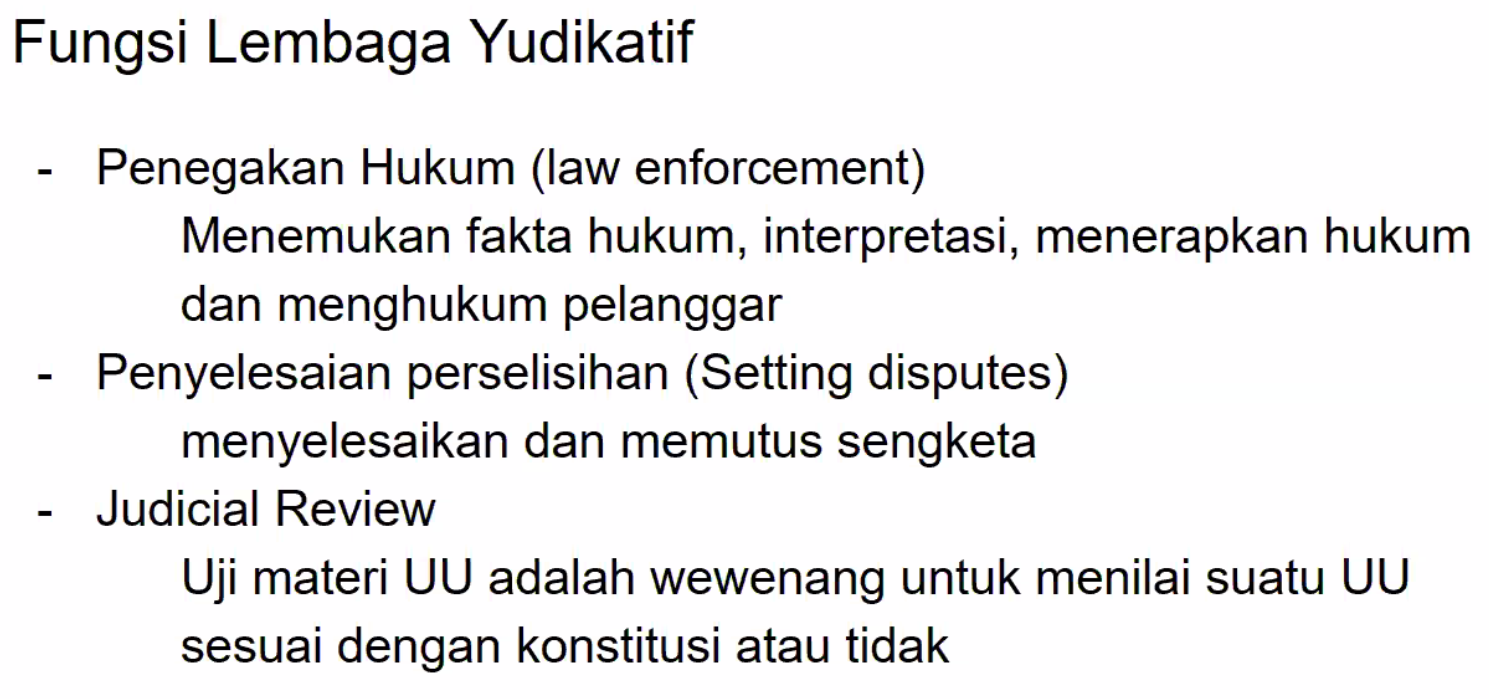 Fungsi Lembaga Yudikatif
- Penegakan Hukum (law enforcement)
Menemukan fakta hukum, interpretasi, menerapkan hukum
dan menghukum pelanggar
- Penyelesaian perselisihan (Setting disputes)
menyelesaikan dan memutus sengketa
- Judicial Review
Uji materi UU adalah wewenang untuk menilai suatu UU
sesuai dengan konstitusi atau tidak